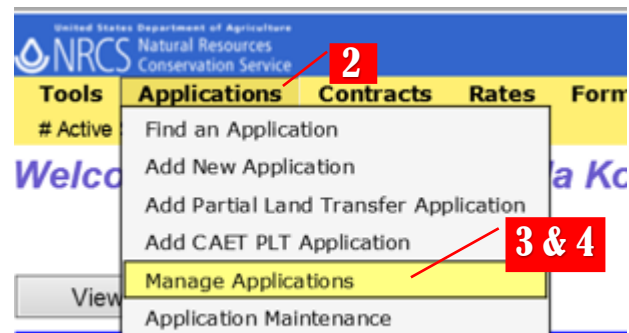 United States Department of Agriculture
NRCS Natural Resources
Conservation Service
2
Tools Applications Contracts Rates Form
# Active
Find an Application
Welco
Add New Application
a Ko
Add Partial Land Transfer Application
Add CAET PLT Application
3 & 4
Manage Applications
View
Application Maintenance